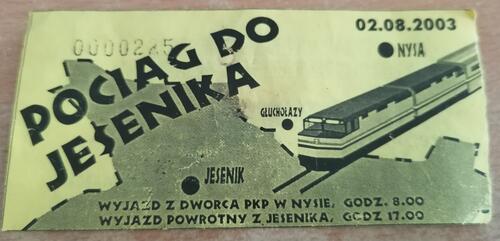 02.08.2003
0000245
POCIĄG DO
JESENIKA
NYSA
GŁUCHOŁAZY
JESENIK
WYJAZD Z DWORCA PKP W NYSIE, GODZ. 8.00
WYJAZD POWROTNY Z JESENIKA, GODZ 17.00